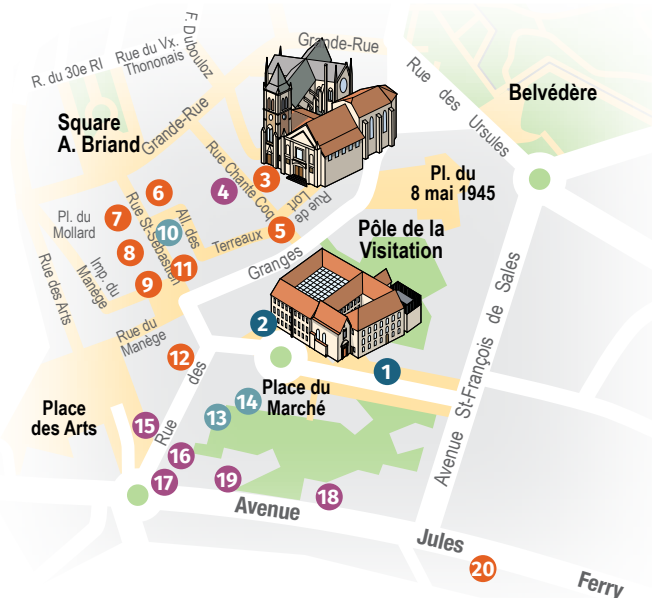 Grande-Rue
F. Dubouloz
Rue du Vx.
Thononais
R. du 30e RI
Rue des Ursules
Belvédère
Square
A. Briand
Grande-Rue
Rue Chante Coq
3
4
Rue de
Lort
Pl. du
8 mai 1945
6
7
Pl. du
Mollard
Rue St-Sébastien
10
All. des
Terreaux
5
Pôle de la
Visitation
8
11
9
Imp. du
Manège
Rue des Arts
Granges
Avenue St-François de Sales
2
Rue du
Manège
12
des
1
Place du
Marché
14
13
Place
des Arts
15
Rue
16
17
19
18
Avenue
Jules
20
Ferry